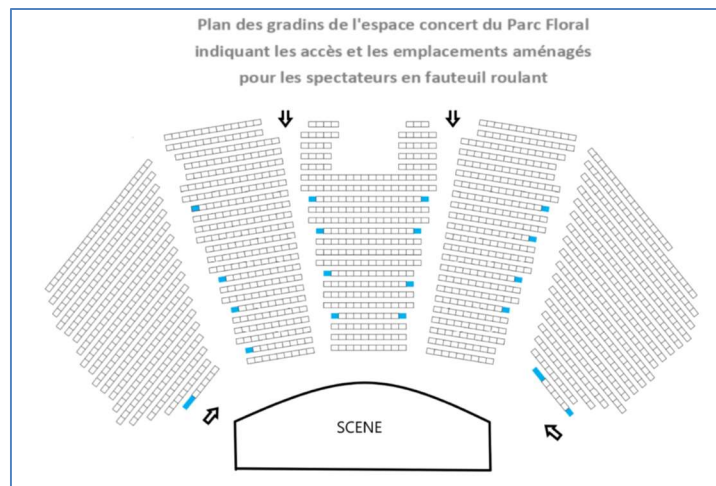 Plan des gradins de l'espace concert du Parc Floral
indiquant les accès et les emplacements aménagés
pour les spectateurs en fauteuil roulant
SCENE